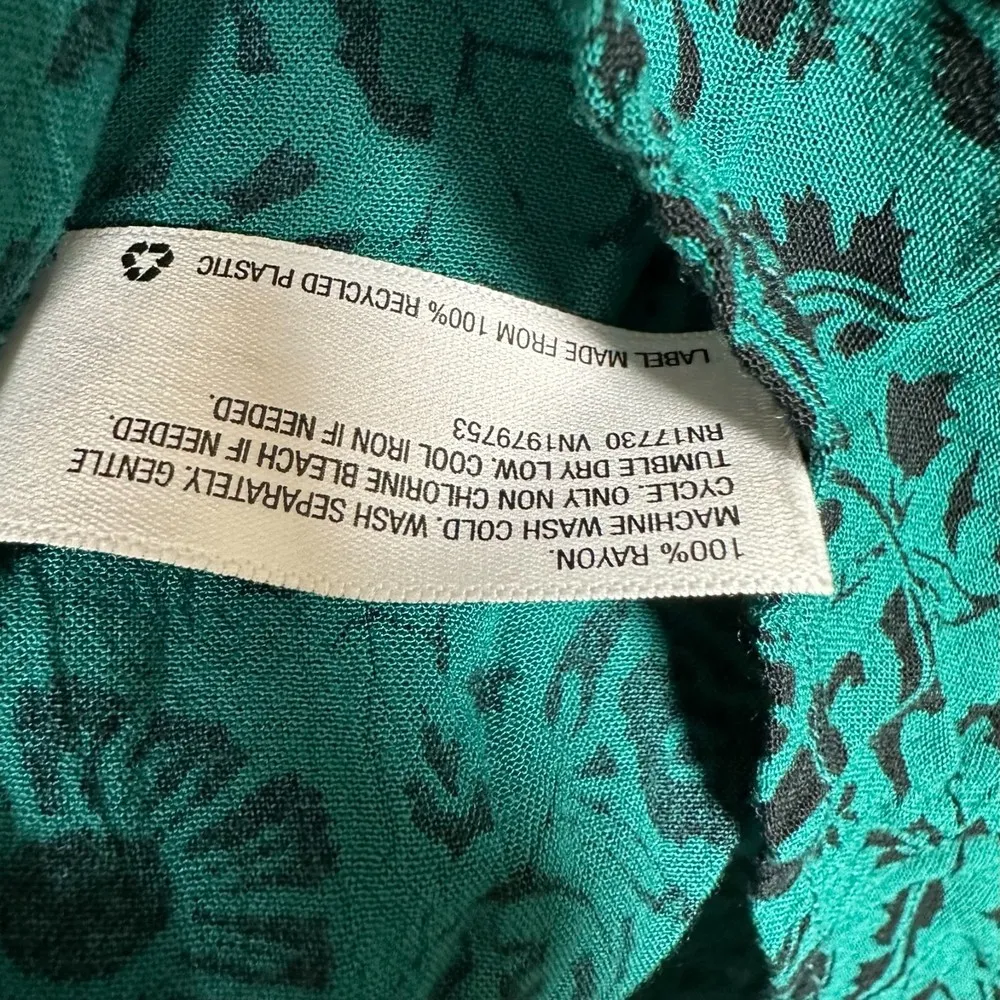 100% RAYON.
MACHINE WASH COLD. WASH SEPARATELY. GENTLE
CYCLE. ONLY NON CHLORINE BLEACH IF NEEDED.
TUMBLE DRY LOW. COOL IRON IF NEEDED.
RN17730 VN1979753
LABEL MADE FROM 100% RECYCLED PLASTIC